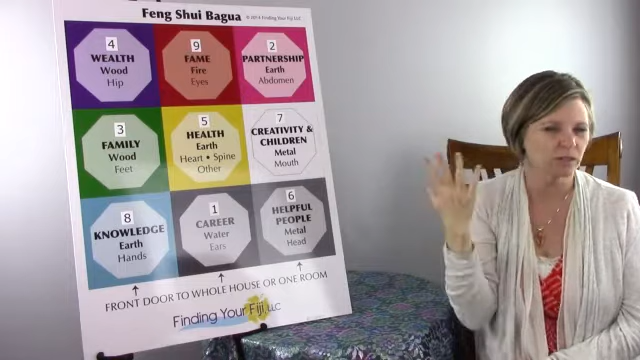 Feng Shui Bagua © 2014 Finding Your Fiji, LLC
4
WEALTH
Wood
Hip
9
FAME
Fire
Eyes
2
PARTNERSHIP
Earth
Abdomen
3
FAMILY
Wood
Feet
5
HEALTH
Earth
Heart • Spine
Other
7
CREATIVITY &
CHILDREN
Metal
Mouth
8
KNOWLEDGE
Earth
Hands
1
CAREER
Water
Ears
6
HELPFUL
PEOPLE
Metal
Head
FRONT DOOR TO WHOLE HOUSE OR ONE ROOM
Finding Your Fiji, LLC